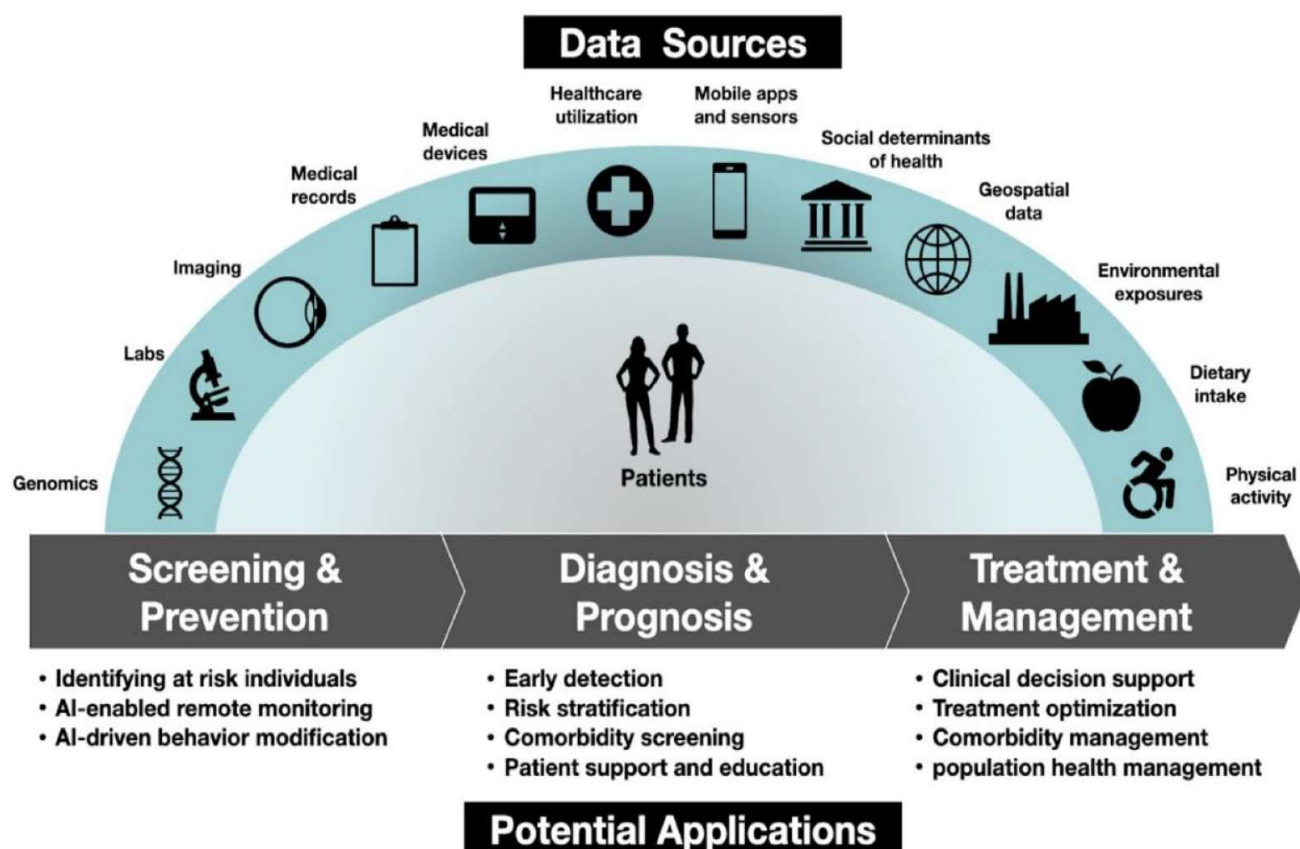 Data Sources
Healthcare
utilization
Mobile apps
and sensors
Medical
devices
Social determinants
of health
Medical
records
Geospatial
data
Imaging
Environmental
exposures
Labs
Dietary
intake
Genomics
Physical
activity
Patients
Screening &
Prevention
Diagnosis &
Prognosis
Treatment &
Management
• Identifying at risk individuals
• AI-enabled remote monitoring
• AI-driven behavior modification
• Early detection
• Risk stratification
• Comorbidity screening
• Patient support and education
• Clinical decision support
• Treatment optimization
• Comorbidity management
• population health management
Potential Applications